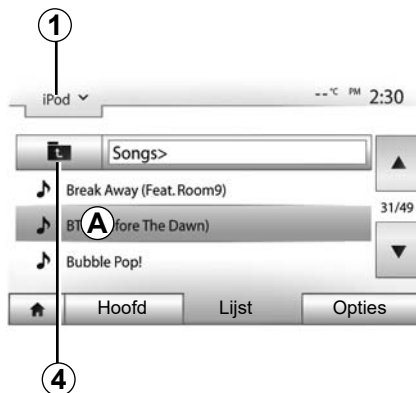 1
iPod --°C PM 2:30
Songs>
Break Away (Feat. Room9)
31/49
A fore The Dawn)
Bubble Pop!
Hoofd Lijst Opties
4